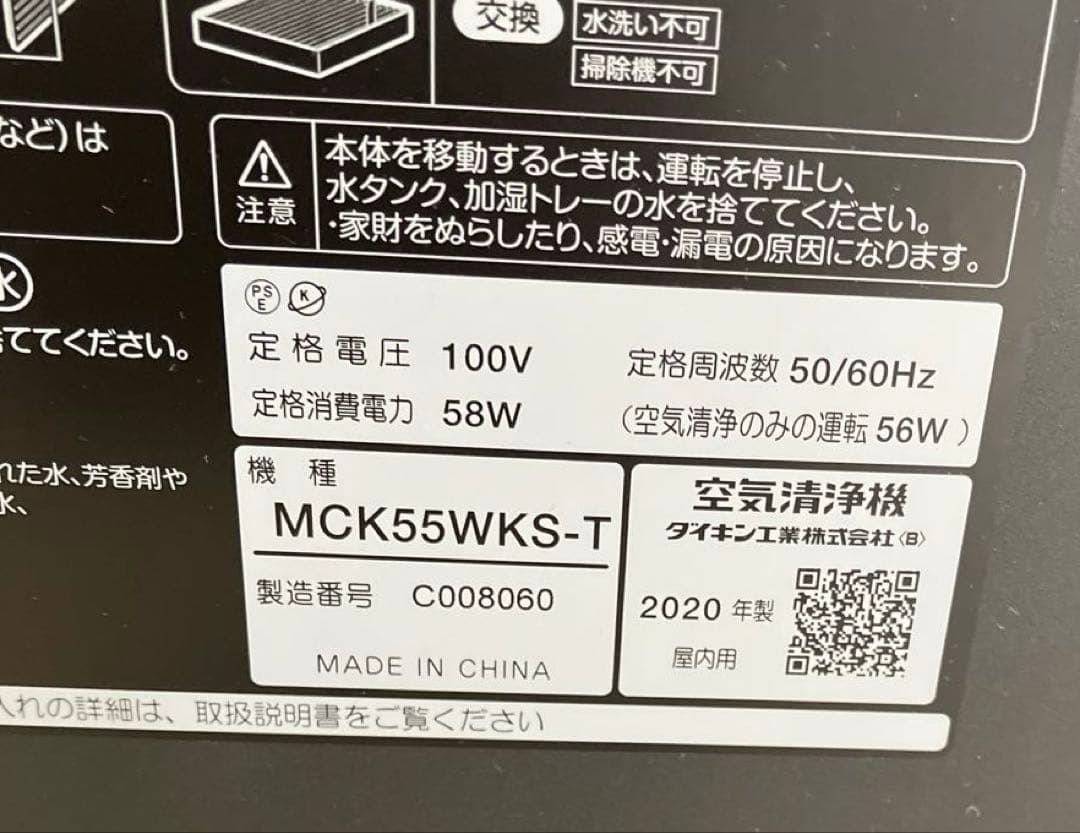 交換
水洗い不可
掃除機不可
など)は
注意
本体を移動するときは、運転を停止し、
水タンク、加湿トレーの水を捨ててください。
・家財をぬらしたり、感電・漏電の原因になります。
K
ててください。
PS
E
K
定格電圧 100V
定格周波数 50/60Hz
定格消費電力 58W
(空気清浄のみの運転 56W )
れた水、芳香剤や
水、
機 種
MCK55WKS-T
製造番号 C008060
MADE IN CHINA
空気清浄機
ダイキン工業株式会社〈B〉
2020 年製
屋内用
入れの詳細は、取扱説明書をご覧ください